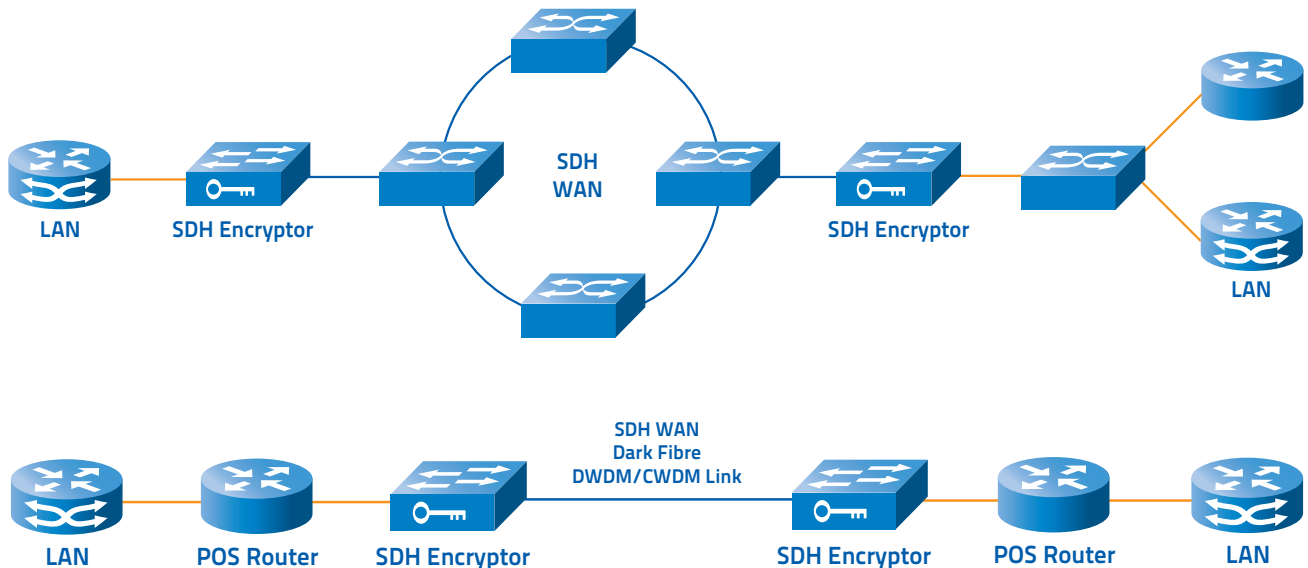 SDH
WAN
LAN
SDH Encryptor
SDH Encryptor
LAN
SDH WAN
Dark Fibre
DWDM/CWDM Link
LAN
POS Router
SDH Encryptor
SDH Encryptor
POS Router
LAN